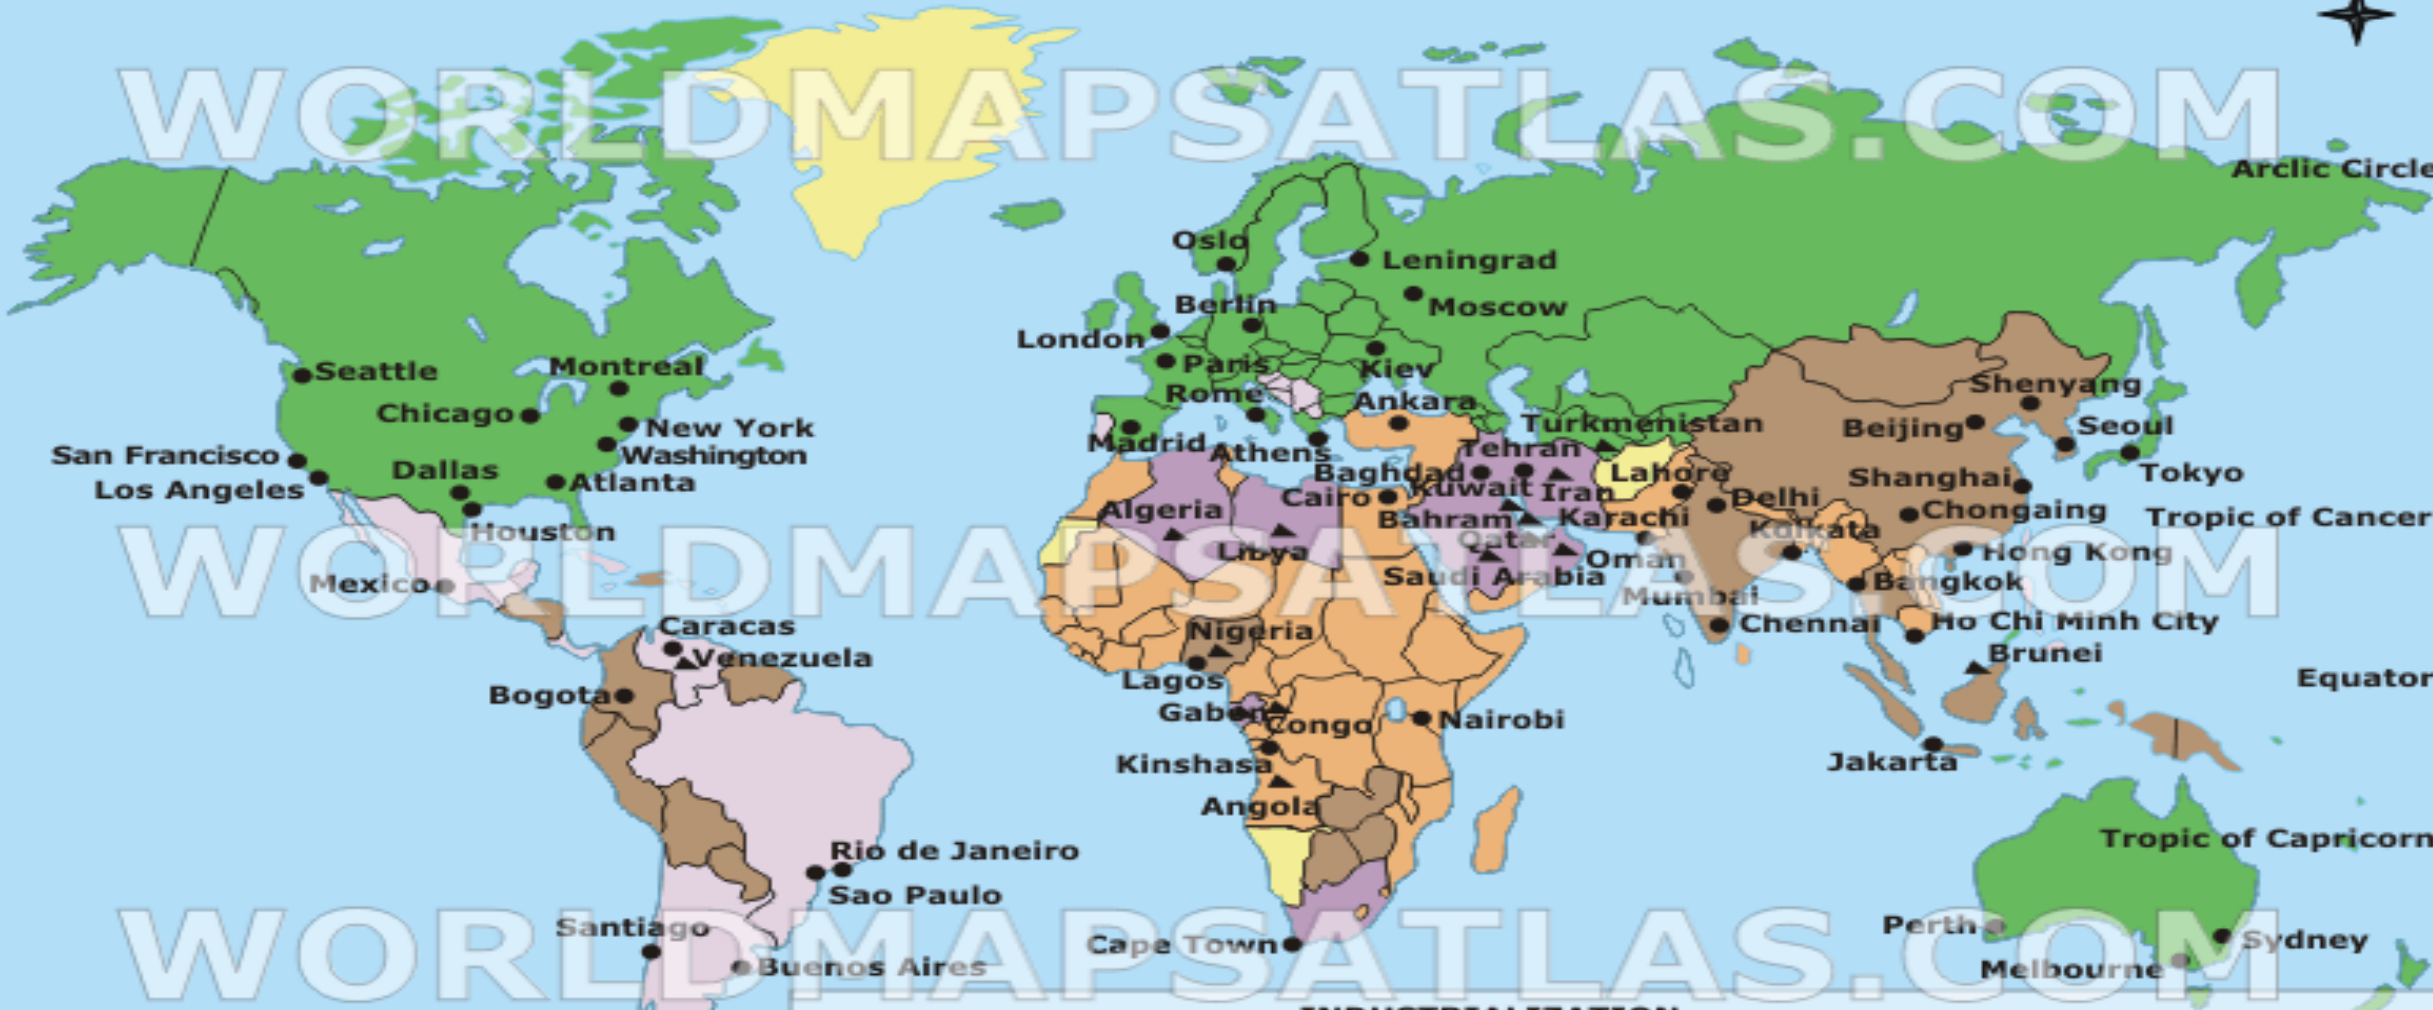 WORLDMAPSATLAS.COM
Arclic Circle
Oslo
Leningrad
Berlin
Moscow
London
Paris
Kiev
Seattle
Montreal
Rome
Shenyang
Chicago
Ankara
New York
Turkmenistan
Beijing
Seoul
Madrid
Athens
Tehran
San Francisco
Washington
Dallas
Baghdad
Lahore
Tokyo
Los Angeles
Atlanta
Cairo
Kuwait
Iran
Delhi
Shanghai
Algeria
Bahram
Karachi
Chongaing
Tropic of Cancer
Houston
Kolkata
Qatar
Libya
Oman
Hong Kong
WORLDMAPSATLAS.COM
Mexico
Saudi Arabia
Bangkok
Mumbai
Caracas
Nigeria
Chennai
Ho Chi Minh City
Venezuela
Brunei
Lagos
Equator
Bogota
Gabon
Congo
Nairobi
Kinshasa
Jakarta
Angola
Tropic of Capricorn
Rio de Janeiro
Sao Paulo
Santiago
Perth
Cape Town
Sydney
WORLDMAPSATLAS.COM
Buenos Aires
Melbourne
INDUSTRIALIZATION